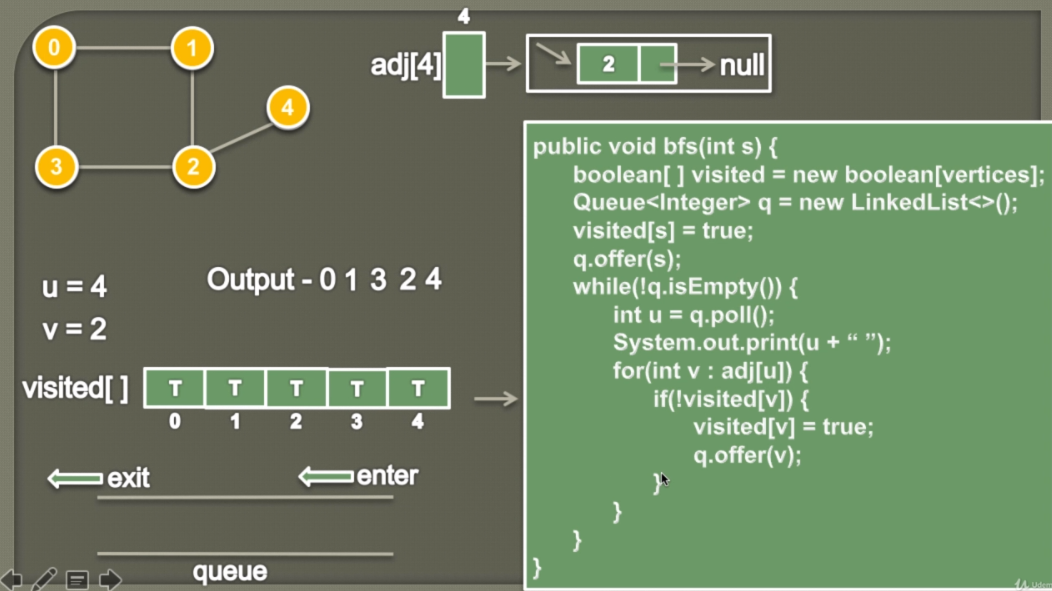 0
1
4
3
2
4
adj[4]
2
null
u = 4
v = 2
Output - 0 1 3 2 4
visited[ ]
T T T T T
0 1 2 3 4
exit
enter
queue
public void bfs(int s) {
boolean[ ] visited = new boolean[vertices];
Queue<Integer> q = new LinkedList<>();
visited[s] = true;
q.offer(s);
while(!q.isEmpty()) {
int u = q.poll();
System.out.print(u + “ ”);
for(int v : adj[u]) {
if(!visited[v]) {
visited[v] = true;
q.offer(v);
}
}
}
}
Udemy